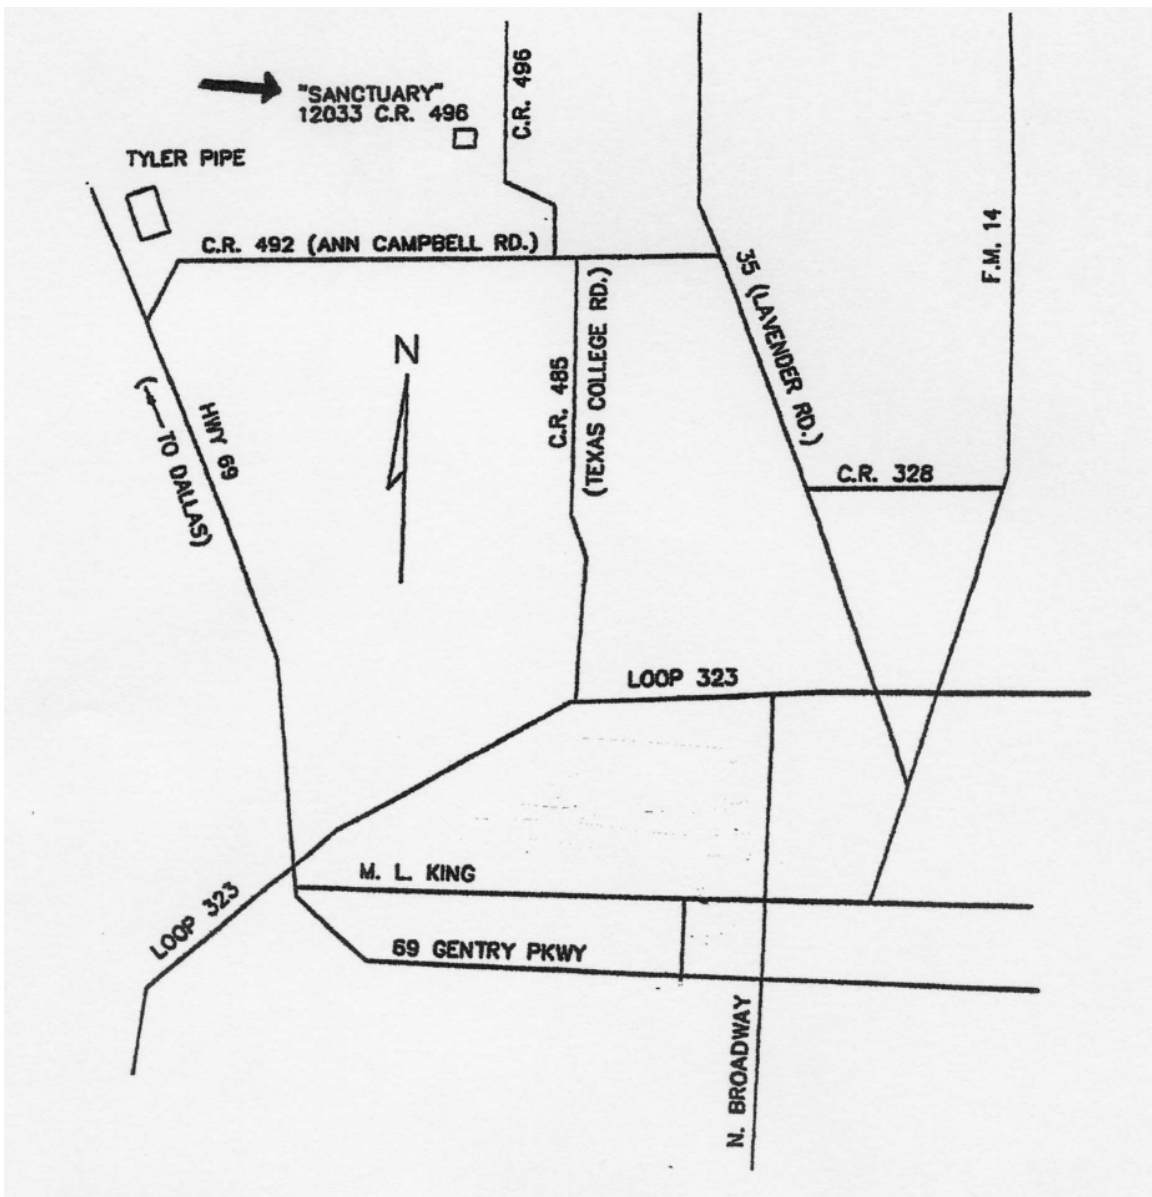 "SANCTUARY"
12033 C.R. 496
C.R. 496
TYLER PIPE
C.R. 492 (ANN CAMPBELL RD.)
F.M. 14
35 (LAVENDER RD.)
N
C.R. 485
(TEXAS COLLEGE RD.)
HWY 69
(← TO DALLAS)
C.R. 328
LOOP 323
M. L. KING
LOOP 323
69 GENTRY PKWY
N. BROADWAY